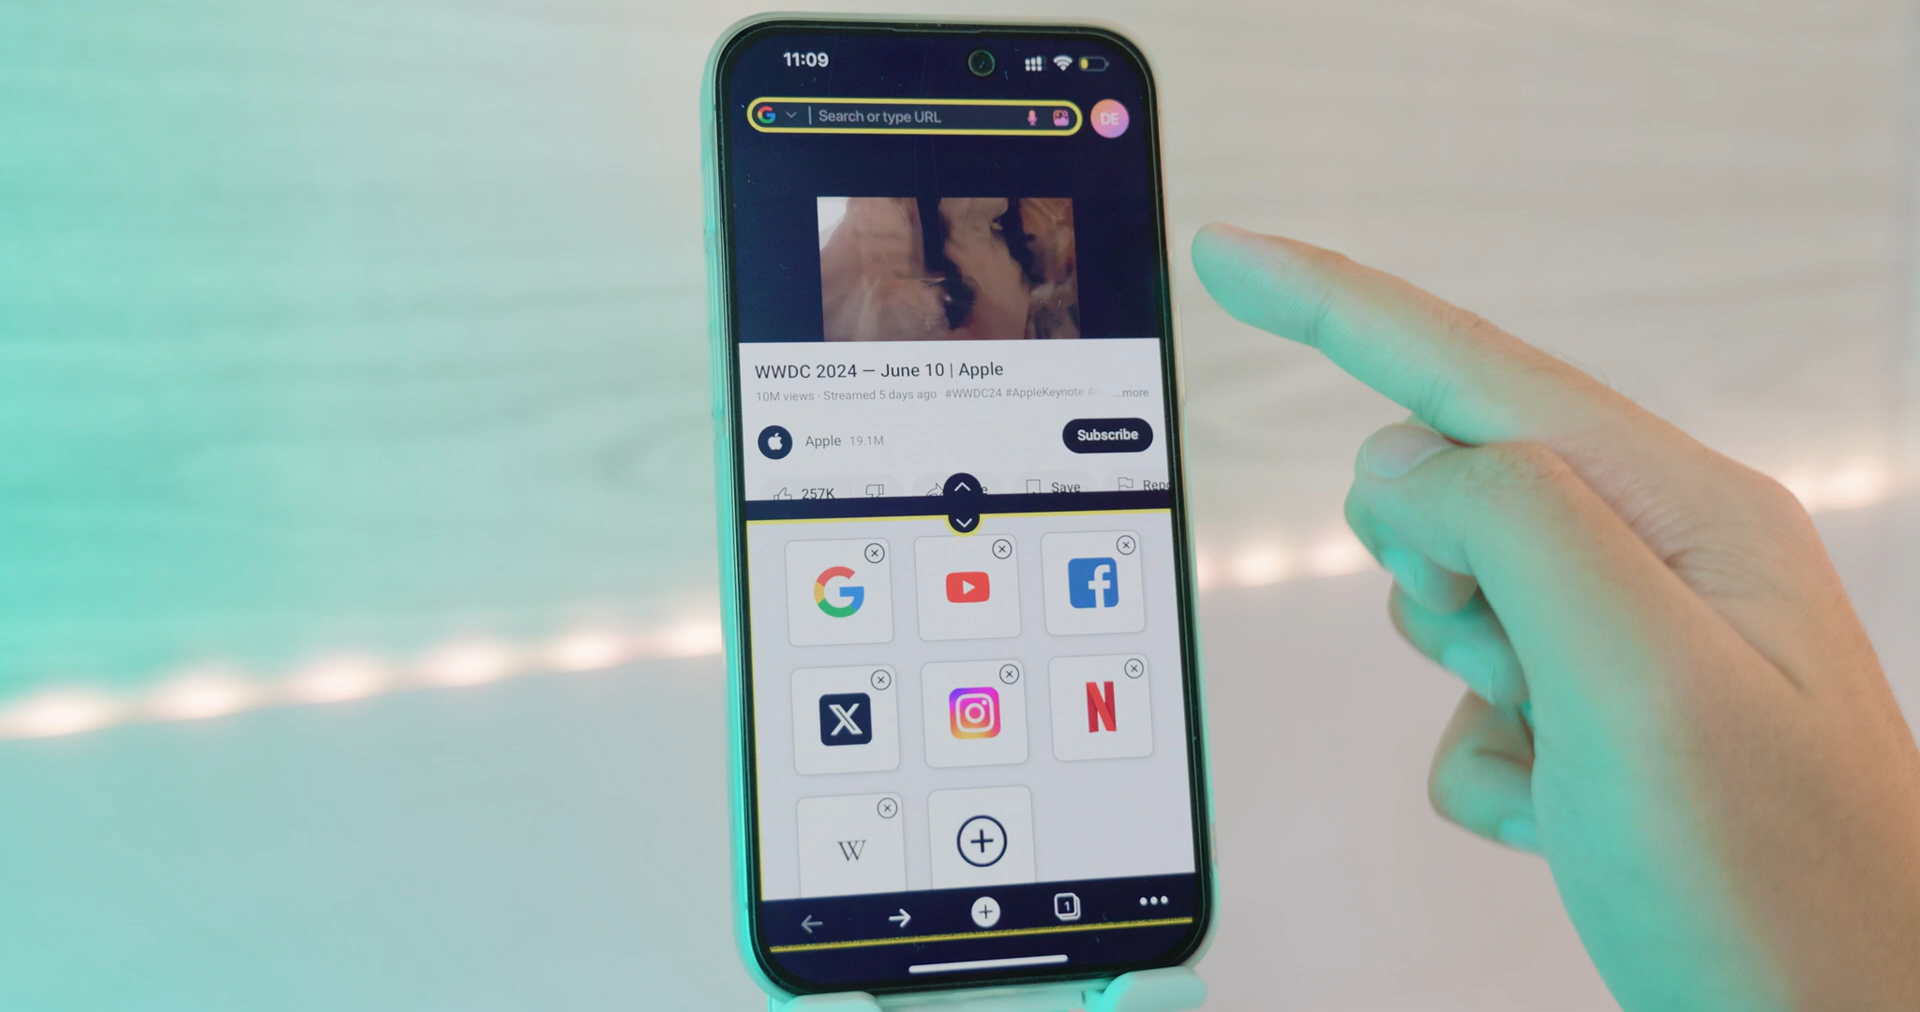 11:09
Search or type URL
DE
WWDC 2024 — June 10 | Apple
10M views · Streamed 5 days ago #WWDC24 #AppleKeynote ...more
Apple 19.1M
Subscribe
257K
Save
W
1